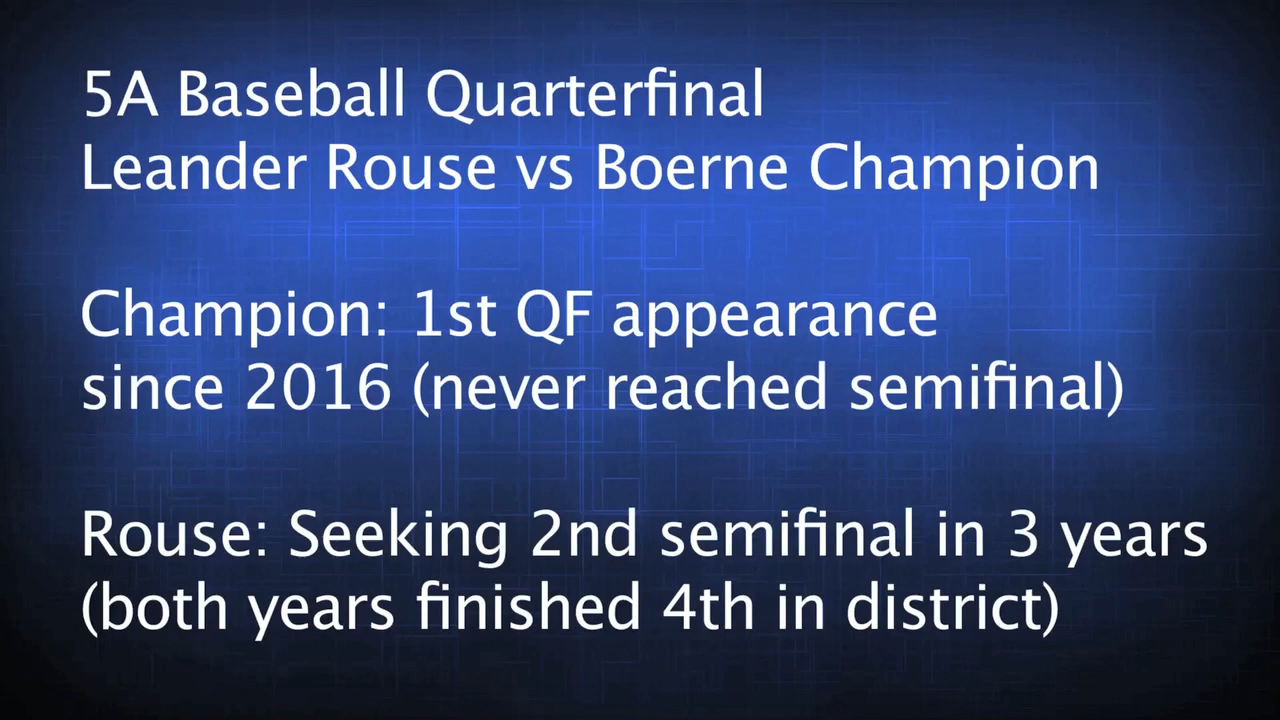 5A Baseball Quarterfinal
Leander Rouse vs Boerne Champion
Champion: 1st QF appearance
since 2016 (never reached semifinal)
Rouse: Seeking 2nd semifinal in 3 years
(both years finished 4th in district)